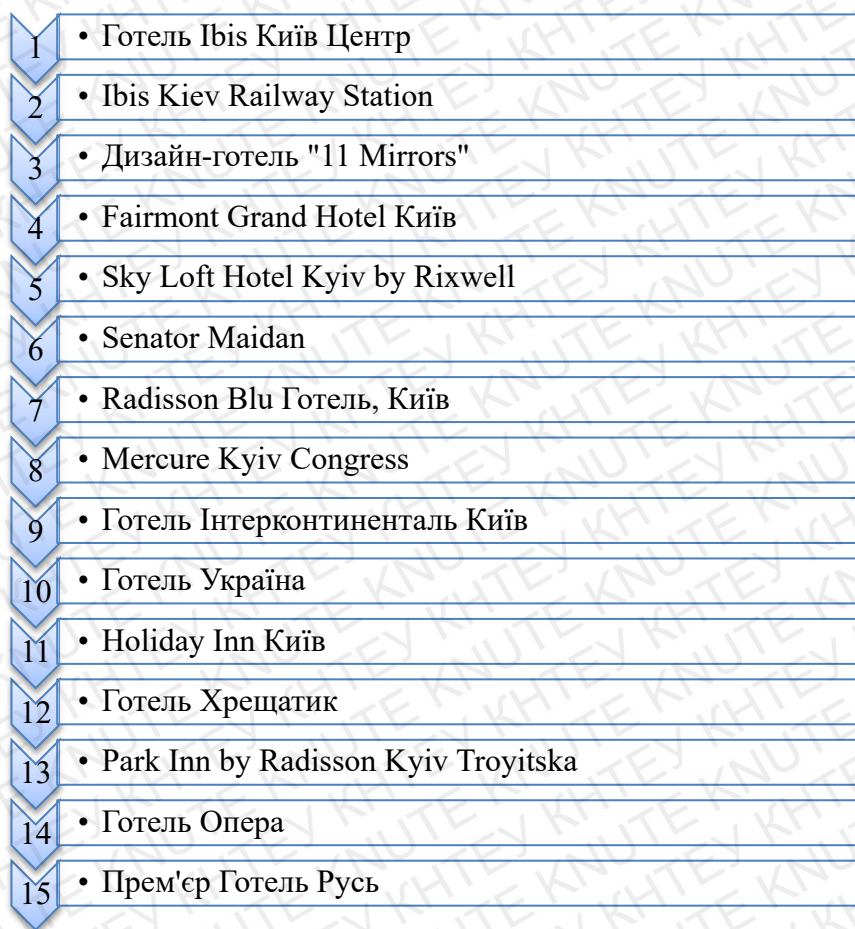 1 • Готель Ibis Київ Центр
2 • Ibis Kiev Railway Station
3 • Дизайн-готель "11 Mirrors"
4 • Fairmont Grand Hotel Київ
5 • Sky Loft Hotel Kyiv by Rixwell
6 • Senator Maidan
7 • Radisson Blu Готель, Київ
8 • Mercure Kyiv Congress
9 • Готель Інтерконтиненталь Київ
10 • Готель Україна
11 • Holiday Inn Київ
12 • Готель Хрещатик
13 • Park Inn by Radisson Kyiv Troyitska
14 • Готель Опера
15 • Прем'єр Готель Русь